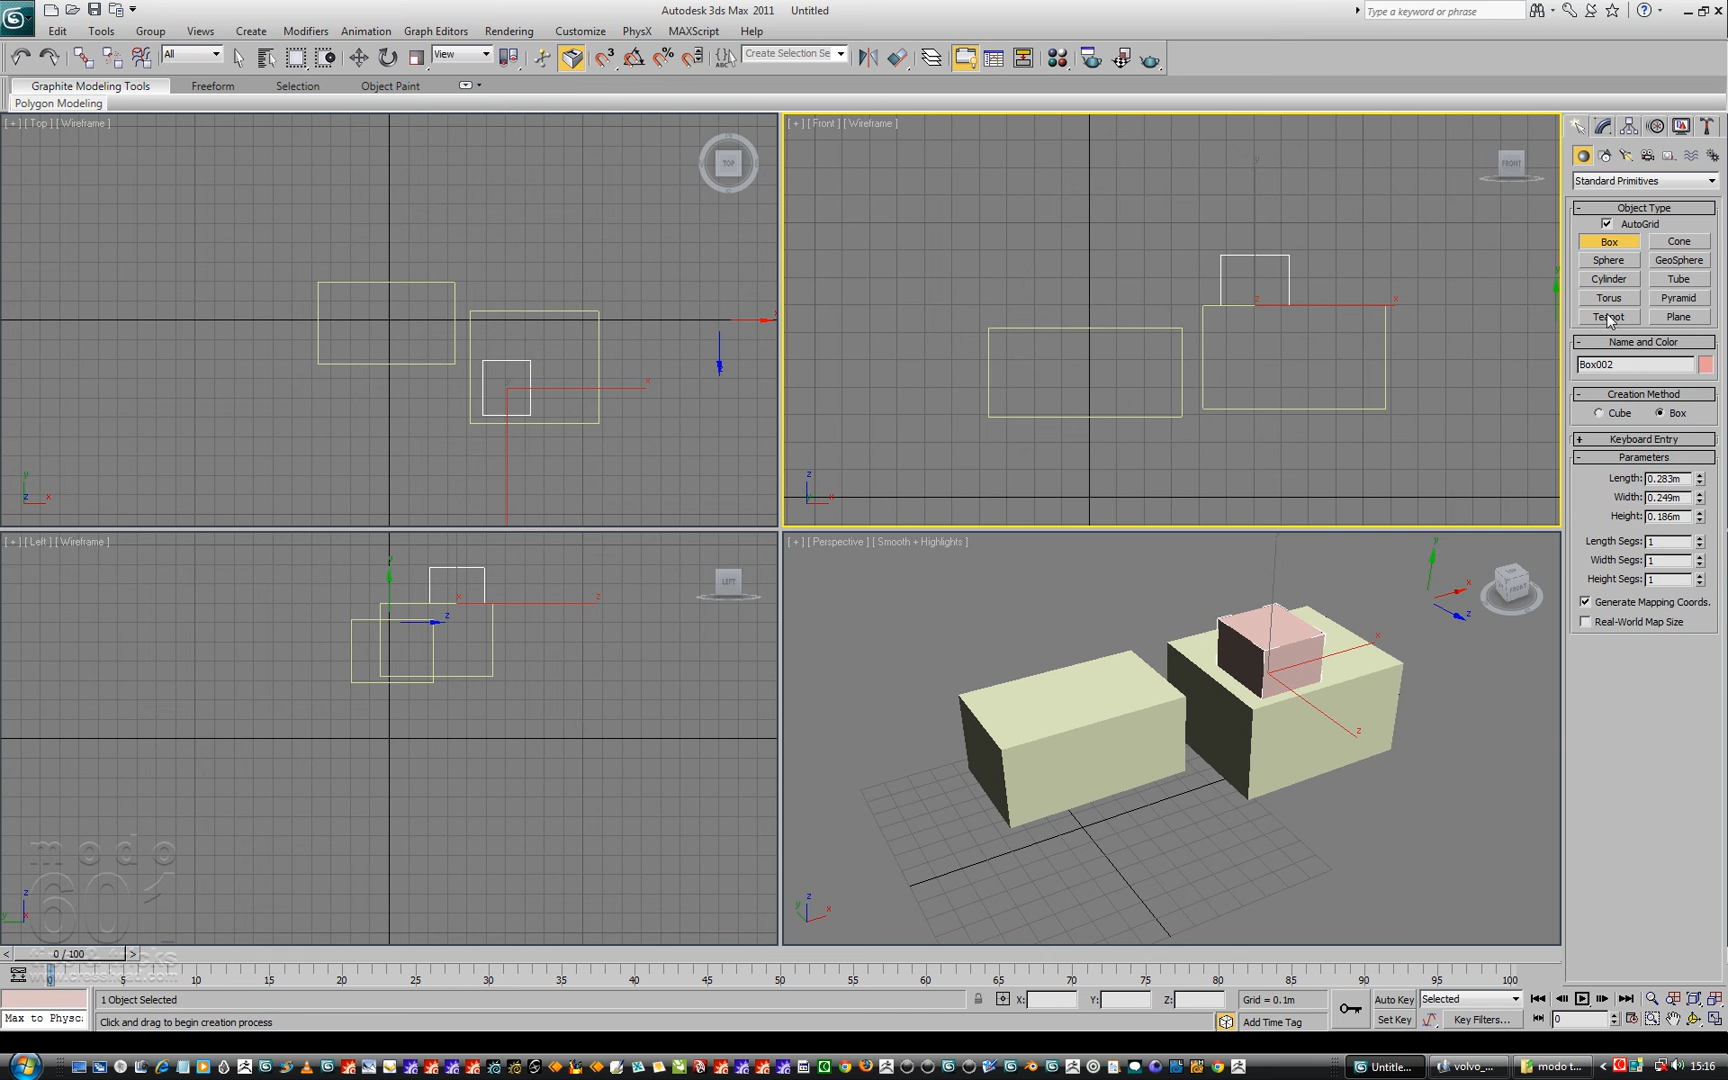 Autodesk 3ds Max 2011 Untitled
Type a keyword or phrase
Edit Tools Group Views Create Modifiers Animation Graph Editors Rendering Customize PhysX MAXScript Help
All View Create Selection Se
Graphite Modeling Tools Freeform Selection Object Paint
Polygon Modeling
[ + ] [ Top ] [ Wireframe ]
TOP
[ + ] [ Front ] [ Wireframe ]
FRONT
[ + ] [ Left ] [ Wireframe ]
LEFT
[ + ] [ Perspective ] [ Smooth + Highlights ]
FRONT
Standard Primitives
- Object Type
AutoGrid
Box Cone
Sphere GeoSphere
Cylinder Tube
Torus Pyramid
Teapot Plane
- Name and Color
Box002
- Creation Method
Cube Box
+ Keyboard Entry
- Parameters
Length: 0.283m
Width: 0.249m
Height: 0.186m
Length Segs: 1
Width Segs: 1
Height Segs: 1
Generate Mapping Coords.
Real-World Map Size
modo
601
< 0 / 100 >
5 10 15 20 25 30 35 40 45 50 55 60 65 70 75 80 85 90 95 100
1 Object Selected X: Y: Z: Grid = 0.1m Auto Key Selected
Max to Physc: Click and drag to begin creation process Add Time Tag Set Key Key Filters... 0
Untitle... volvo_... modo t... 15:16